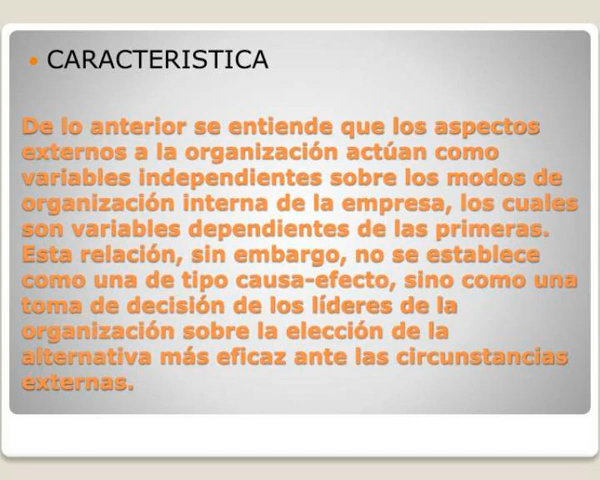 CARACTERISTICA
De lo anterior se entiende que los aspectos
externos a la organización actúan como
variables independientes sobre los modos de
organización interna de la empresa, los cuales
son variables dependientes de las primeras.
Esta relación, sin embargo, no se establece
como una de tipo causa-efecto, sino como una
toma de decisión de los líderes de la
organización sobre la elección de la
alternativa más eficaz ante las circunstancias
externas.